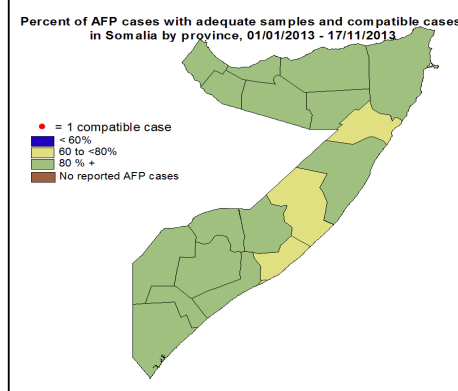 Percent of AFP cases with adequate samples and compatible cases
in Somalia by province, 01/01/2013 - 17/11/2013
= 1 compatible case
< 60%
60 to <80%
80 % +
No reported AFP cases